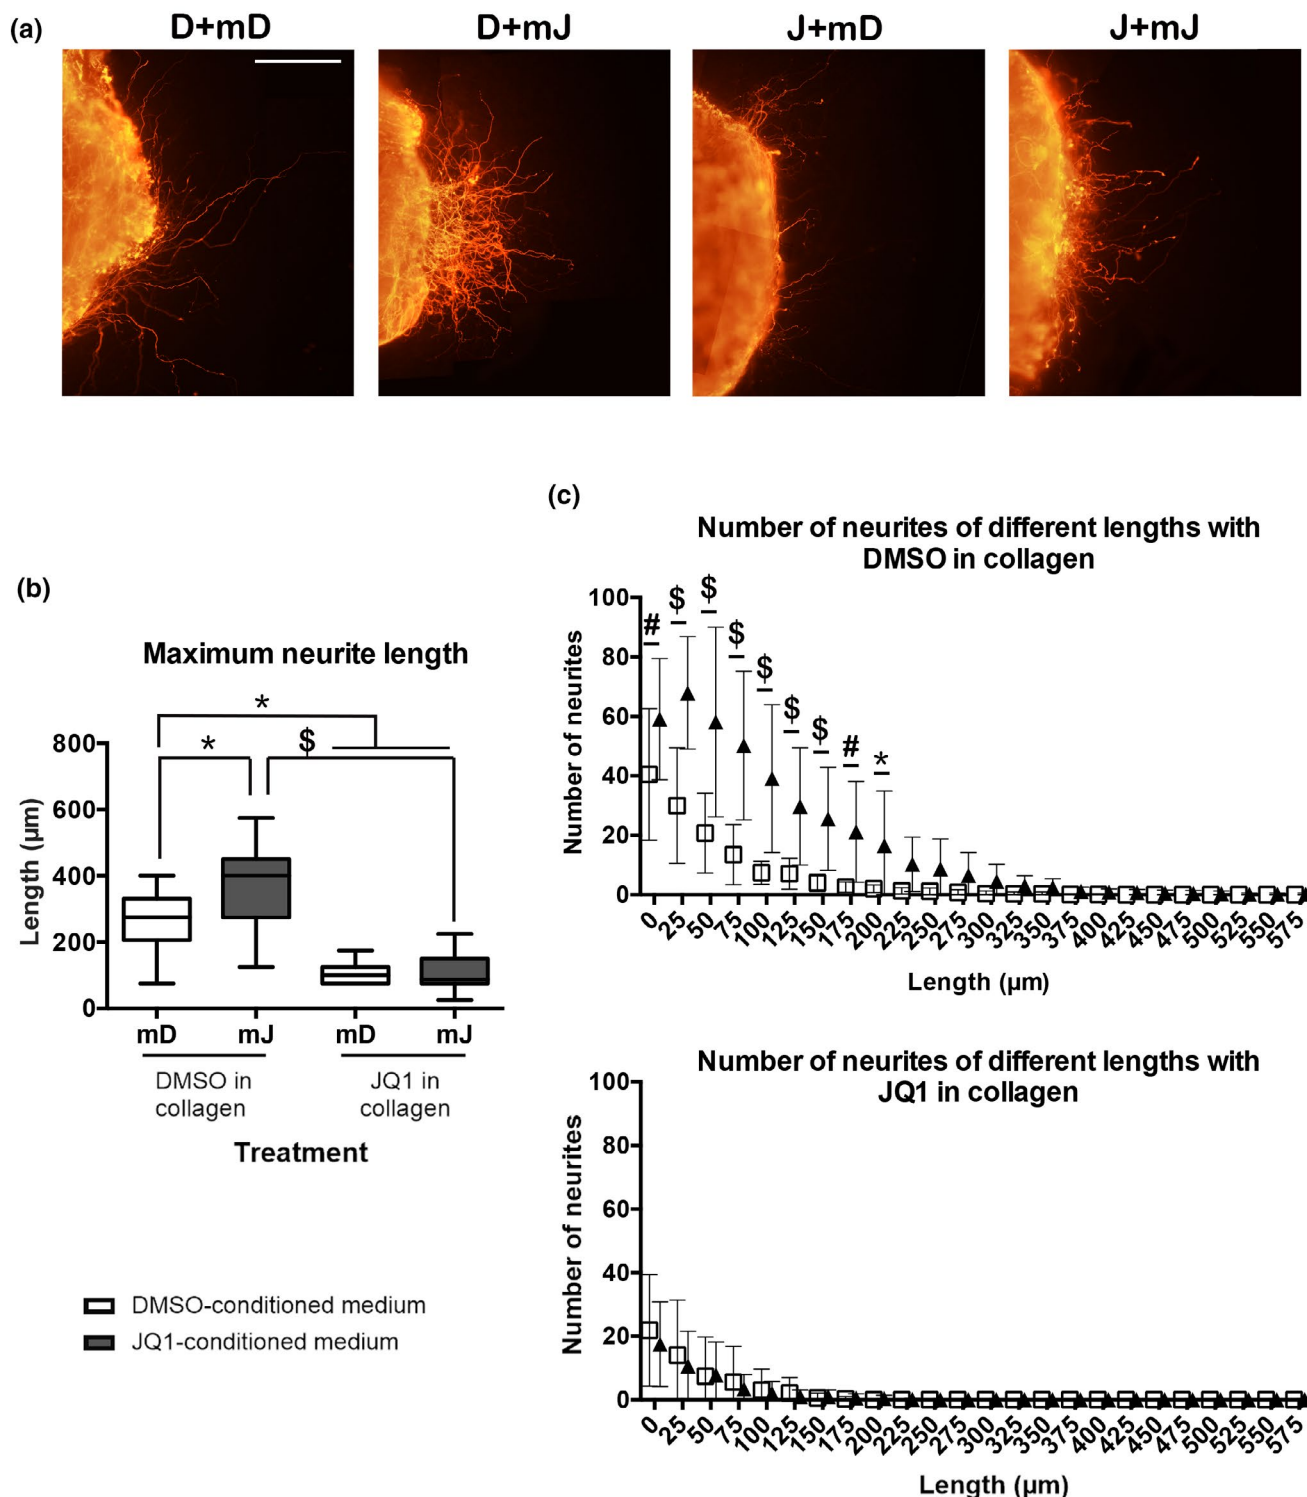 (a)
D+mD
D+mJ
J+mD
J+mJ
(b)
Maximum neurite length
*
*
$
Length (µm)
800
600
400
200
0
mD
mJ
mD
mJ
DMSO in
collagen
JQ1 in
collagen
Treatment
DMSO-conditioned medium
JQ1-conditioned medium
(c)
Number of neurites of different lengths with
DMSO in collagen
Number of neurites
100
80
60
40
20
0
# $ $ $ $ $ $ # *
0 25 50 75 100 125 150 175 200 225 250 275 300 325 350 375 400 425 450 475 500 525 550 575
Length (µm)
Number of neurites of different lengths with
JQ1 in collagen
Number of neurites
100
80
60
40
20
0
0 25 50 75 100 125 150 175 200 225 250 275 300 325 350 375 400 425 450 475 500 525 550 575
Length (µm)